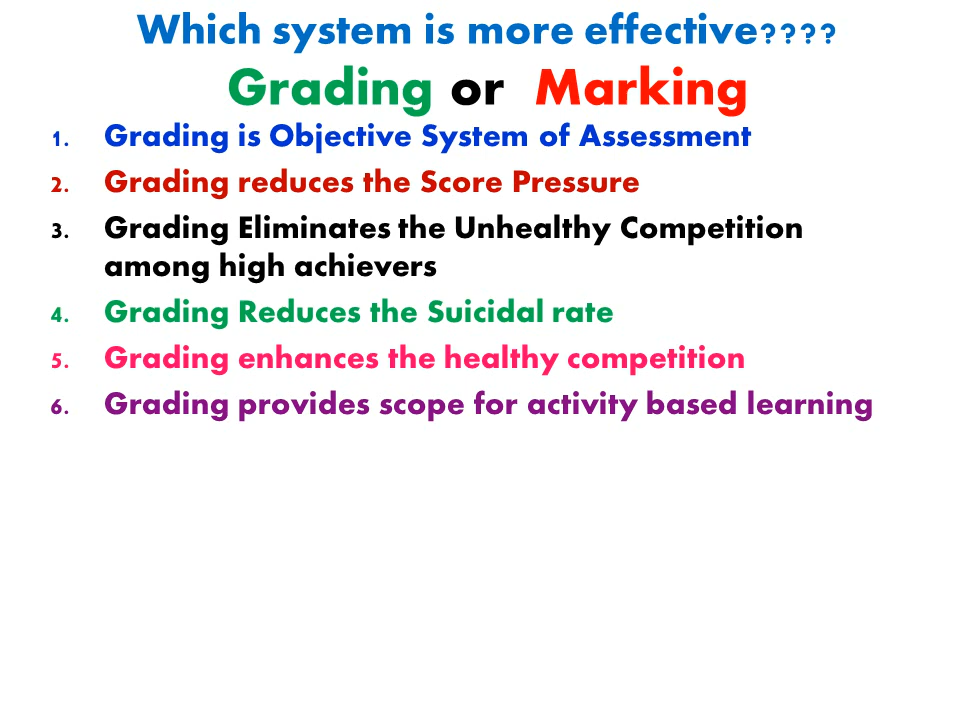 Which system is more effective????
Grading or Marking
1. Grading is Objective System of Assessment
2. Grading reduces the Score Pressure
3. Grading Eliminates the Unhealthy Competition
among high achievers
4. Grading Reduces the Suicidal rate
5. Grading enhances the healthy competition
6. Grading provides scope for activity based learning